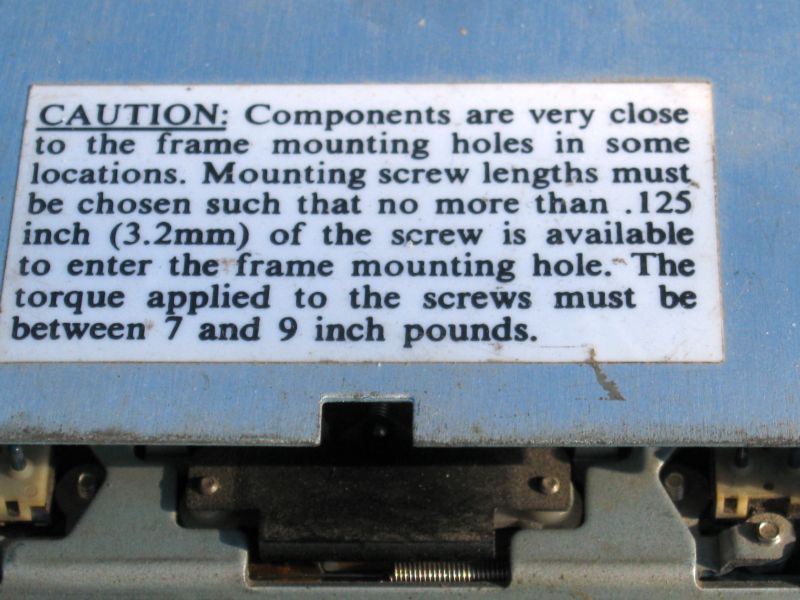 CAUTION: Components are very close
to the frame mounting holes in some
locations. Mounting screw lengths must
be chosen such that no more than .125
inch (3.2mm) of the screw is available
to enter the frame mounting hole. The
torque applied to the screws must be
between 7 and 9 inch pounds.